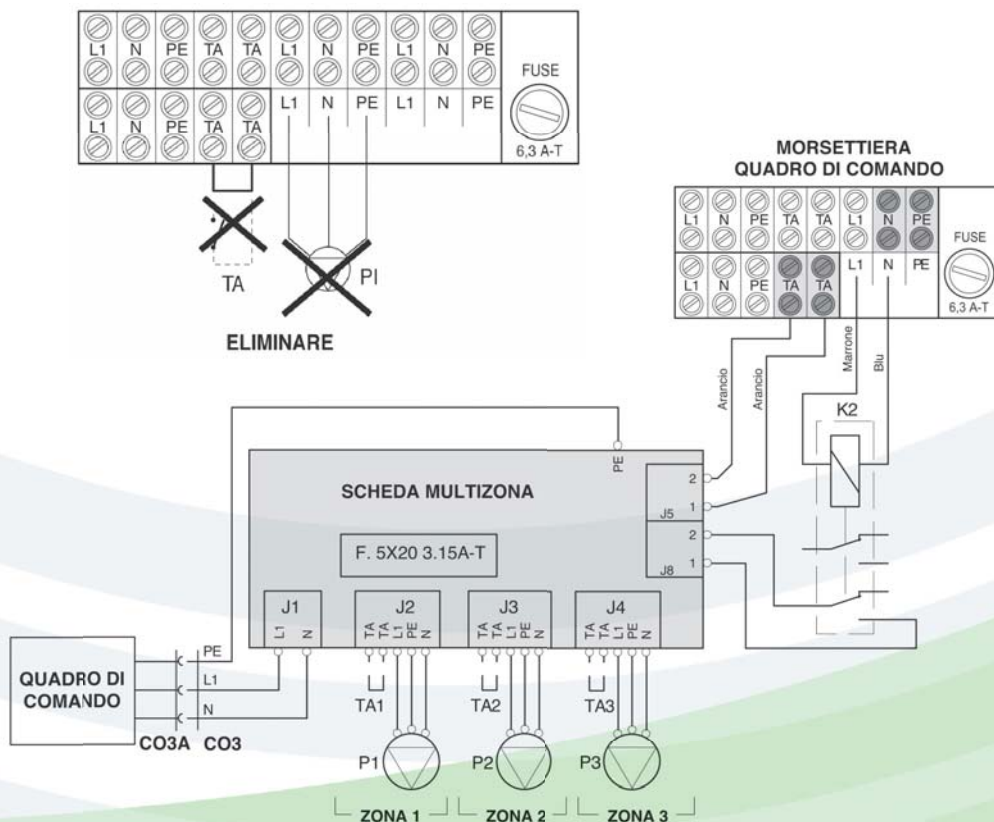 L1 N PE TA TA L1 N PE L1 N PE
FUSE
L1 N PE TA TA L1 N PE L1 N PE
6,3 A-T
TA
PI
ELIMINARE
MORSETTIERA
QUADRO DI COMANDO
L1 N PE TA TA L1 N PE
FUSE
L1 N PE TA TA L1 N PE
6,3 A-T
Arancio
Arancio
Marrone
Blu
K2
PE
SCHEDA MULTIZONA
2
1
J5
2
1
J8
F. 5X20 3.15A-T
J1
J2
J3
J4
L1 N
TA TA L1 PE N
TA TA L1 PE N
TA TA L1 PE N
QUADRO DI
COMANDO
PE
L1
N
CO3A CO3
TA1
TA2
TA3
P1
P2
P3
ZONA 1
ZONA 2
ZONA 3